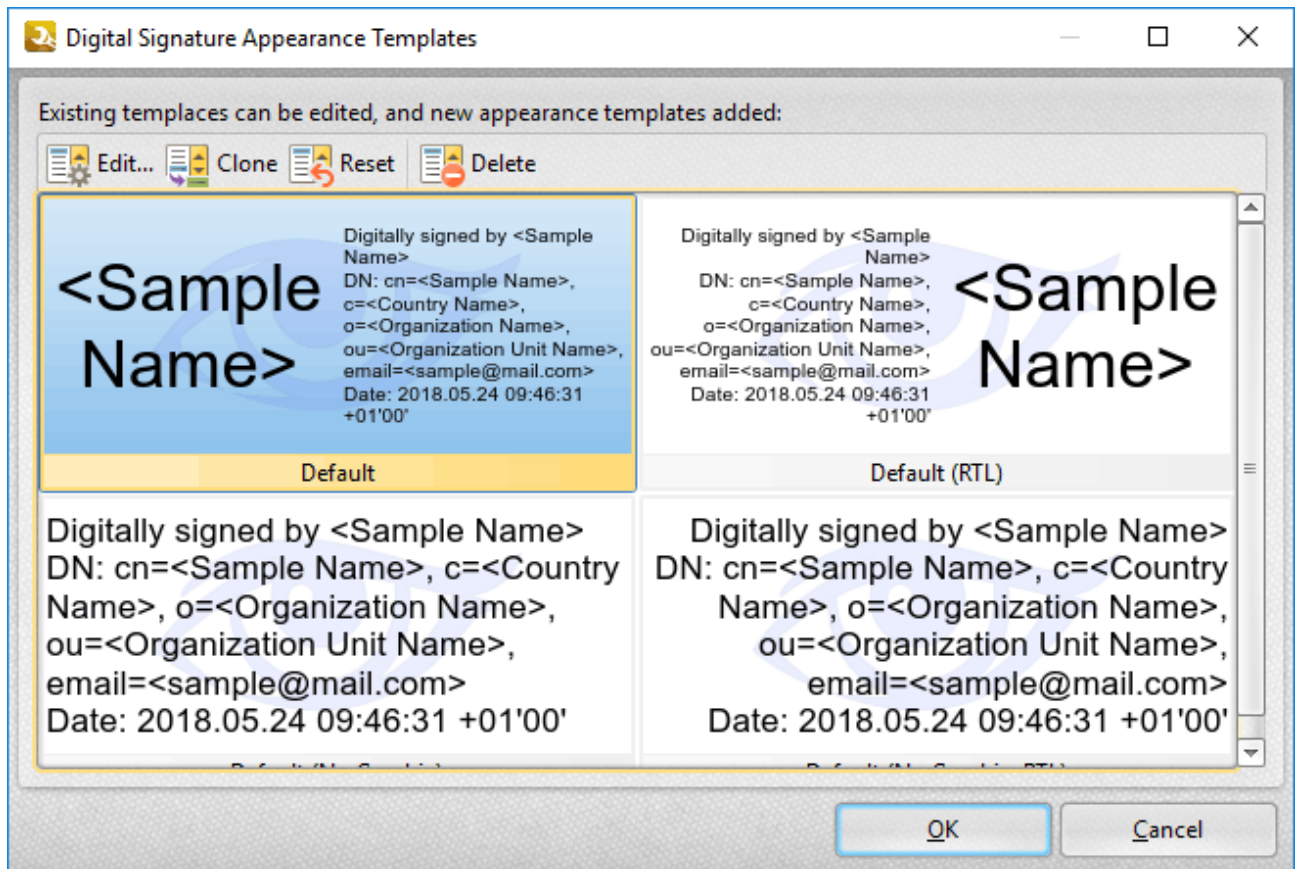 Digital Signature Appearance Templates
Existing templaces can be edited, and new appearance templates added:
Edit... Clone Reset Delete
<Sample
Name>
Digitally signed by <Sample
Name>
DN: cn=<Sample Name>,
c=<Country Name>,
o=<Organization Name>,
ou=<Organization Unit Name>,
email=<sample@mail.com>
Date: 2018.05.24 09:46:31
+01'00'
Default
Digitally signed by <Sample
Name>
DN: cn=<Sample Name>,
c=<Country Name>,
o=<Organization Name>,
ou=<Organization Unit Name>,
email=<sample@mail.com>
Date: 2018.05.24 09:46:31
+01'00'
<Sample
Name>
Default (RTL)
Digitally signed by <Sample Name>
DN: cn=<Sample Name>, c=<Country
Name>, o=<Organization Name>,
ou=<Organization Unit Name>,
email=<sample@mail.com>
Date: 2018.05.24 09:46:31 +01'00'
Digitally signed by <Sample Name>
DN: cn=<Sample Name>, c=<Country
Name>, o=<Organization Name>,
ou=<Organization Unit Name>,
email=<sample@mail.com>
Date: 2018.05.24 09:46:31 +01'00'
OK
Cancel